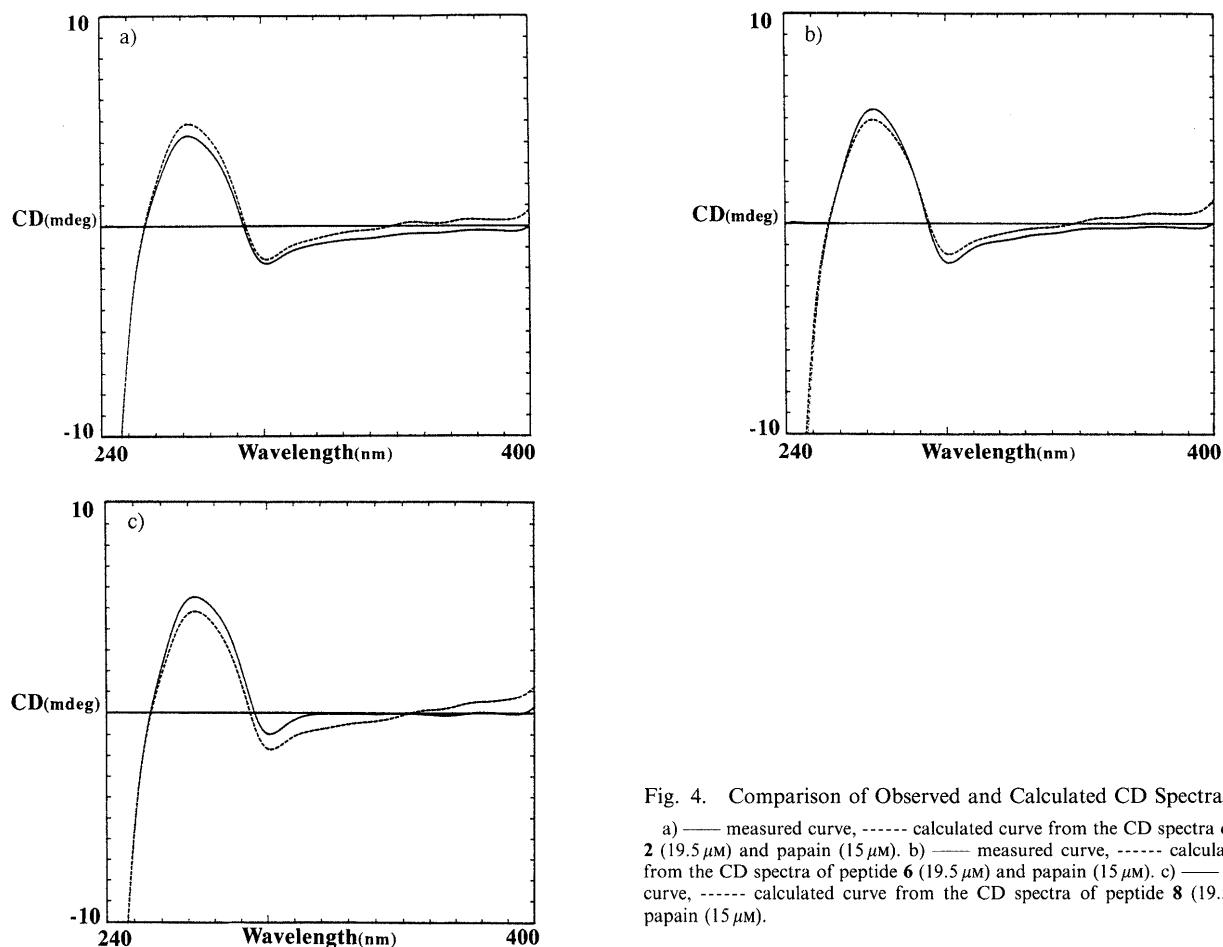 10
a)
CD(mdeg)
-10
240
Wavelength(nm)
400
10
b)
CD(mdeg)
-10
240
Wavelength(nm)
400
10
c)
CD(mdeg)
-10
240
Wavelength(nm)
400
Fig. 4. Comparison of Observed and Calculated CD Spectra
a) —— measured curve, ------ calculated curve from the CD spectra
2 (19.5 μM) and papain (15 μM). b) —— measured curve, ------
from the CD spectra of peptide 6 (19.5 μM) and papain (15 μM). c) ——
curve, ------ calculated curve from the CD spectra of peptide 8
papain (15 μM).